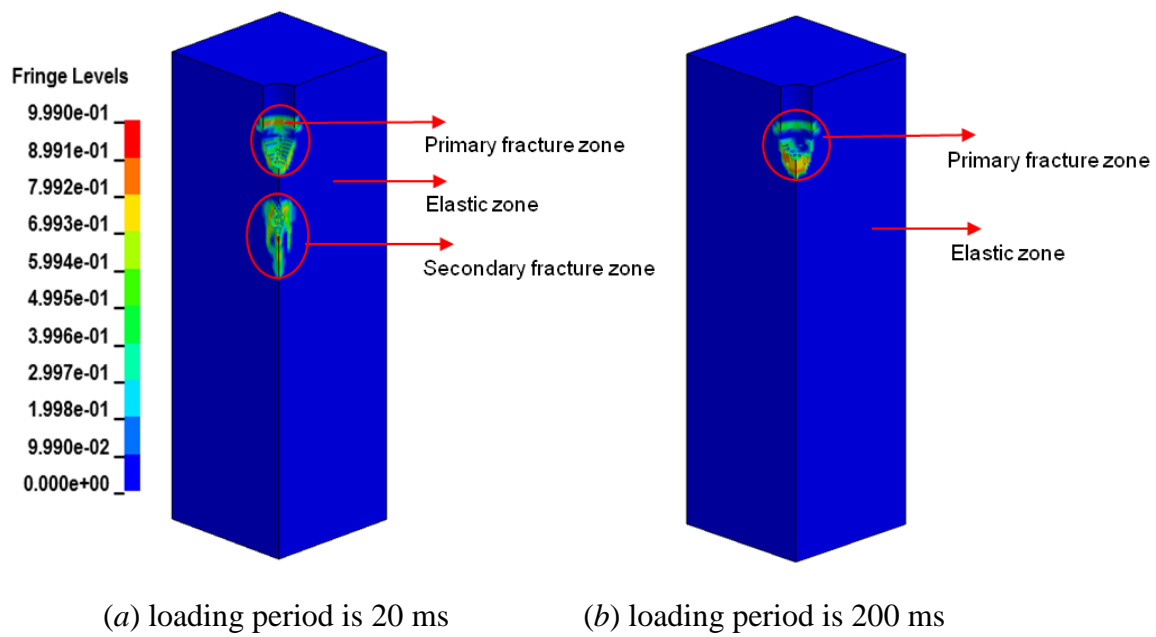 Fringe Levels
9.990e-01
8.991e-01
7.992e-01
6.993e-01
5.994e-01
4.995e-01
3.996e-01
2.997e-01
1.998e-01
9.990e-02
0.000e+00
Primary fracture zone
Elastic zone
Secondary fracture zone
Primary fracture zone
Elastic zone
(a) loading period is 20 ms
(b) loading period is 200 ms